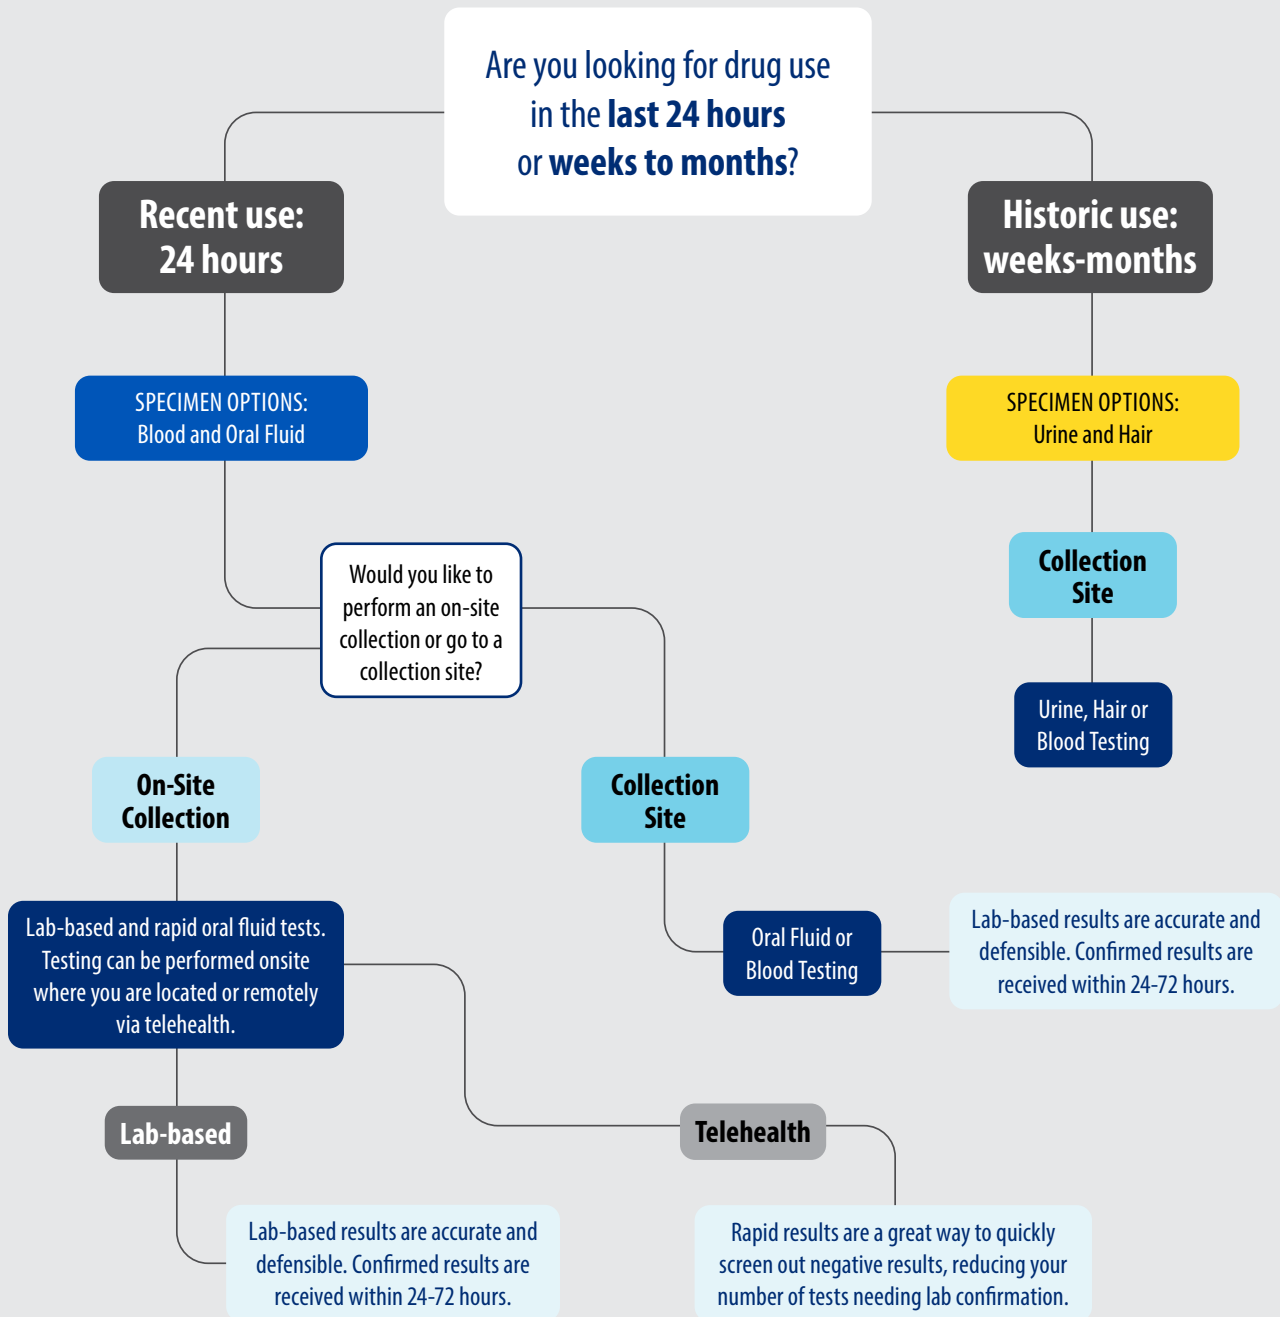 Are you looking for drug use
in the last 24 hours
or weeks to months?
Recent use:
24 hours
Historic use:
weeks-months
SPECIMEN OPTIONS:
Blood and Oral Fluid
SPECIMEN OPTIONS:
Urine and Hair
Would you like to
perform an on-site
collection or go to a
collection site?
Collection
Site
Urine, Hair or
Blood Testing
On-Site
Collection
Collection
Site
Lab-based and rapid oral fluid tests.
Testing can be performed onsite
where you are located or remotely
via telehealth.
Oral Fluid or
Blood Testing
Lab-based results are accurate and
defensible. Confirmed results are
received within 24-72 hours.
Lab-based
Telehealth
Lab-based results are accurate and
defensible. Confirmed results are
received within 24-72 hours.
Rapid results are a great way to quickly
screen out negative results, reducing your
number of tests needing lab confirmation.